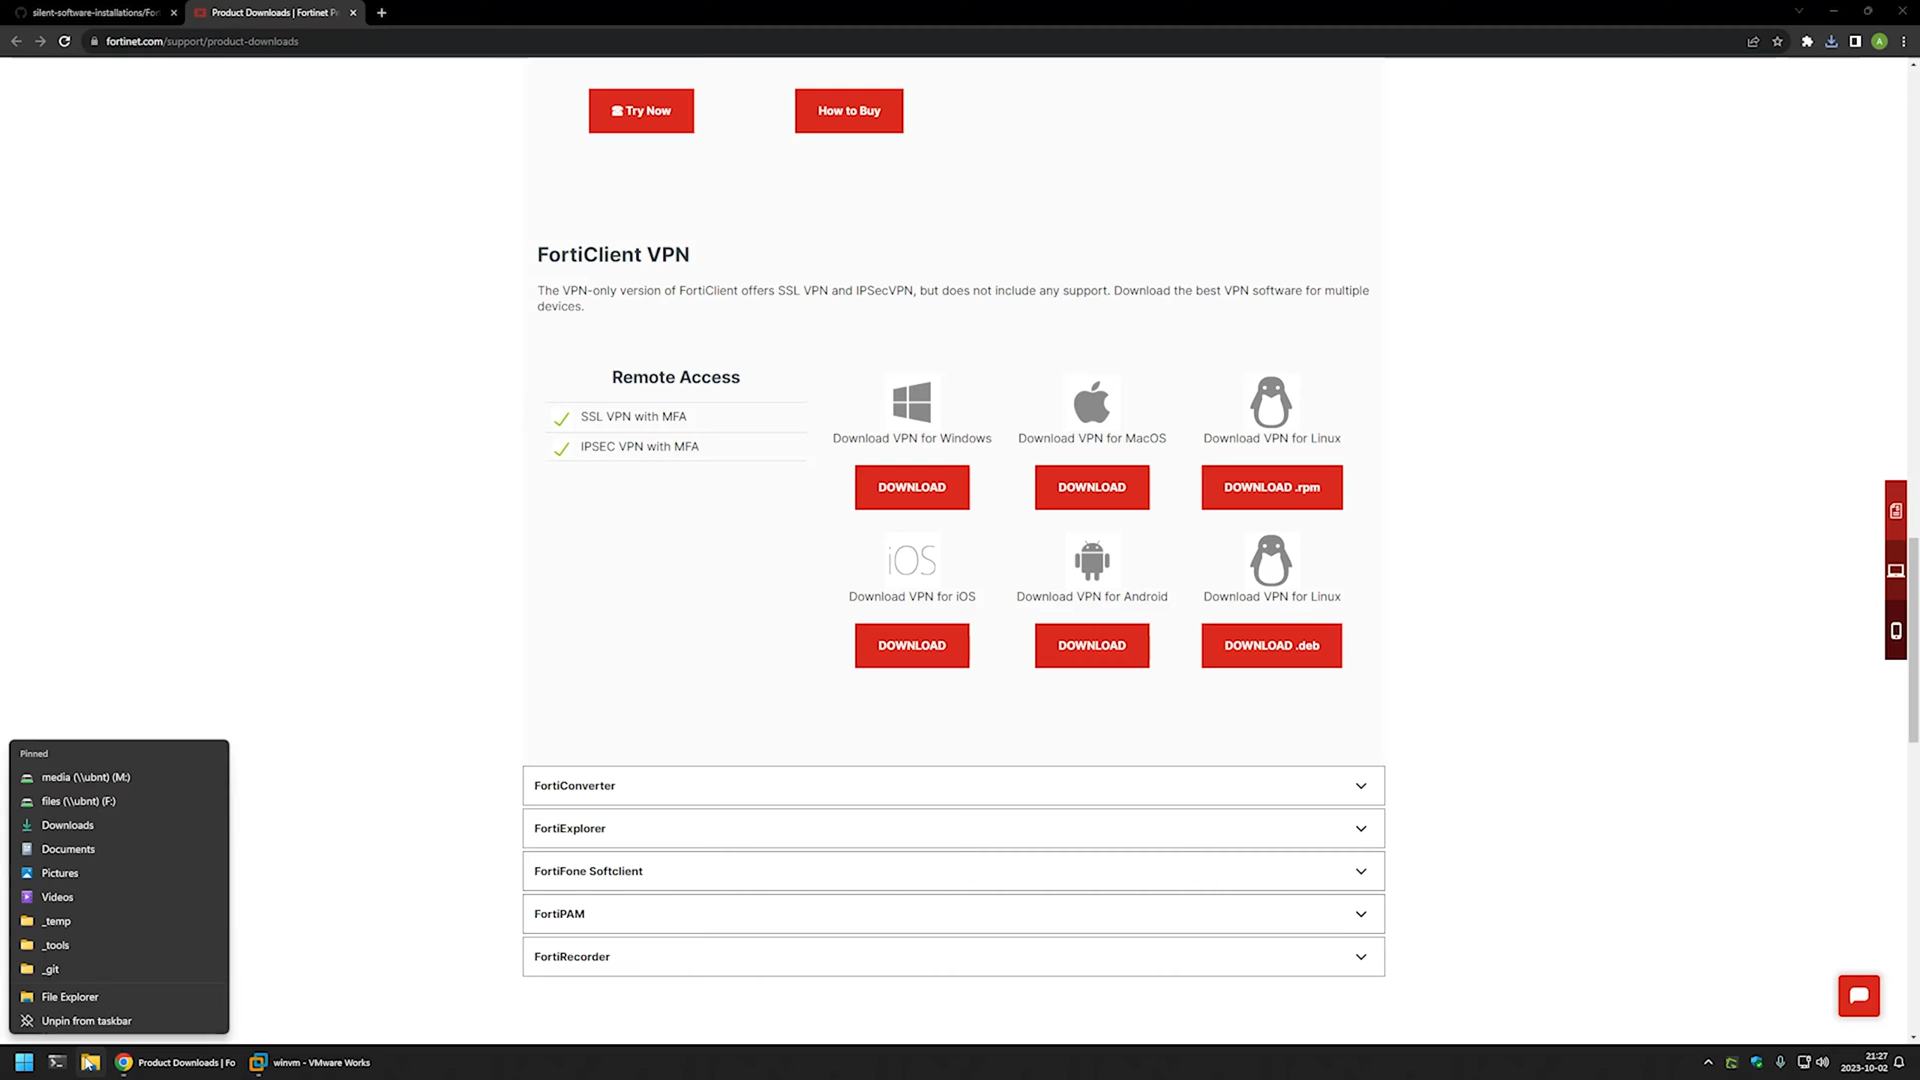 silent-software-installations/For
Product Downloads | Fortinet P
fortinet.com/support/product-downloads
A
Try Now
How to Buy
FortiClient VPN
The VPN-only version of FortiClient offers SSL VPN and IPSecVPN, but does not include any support. Download the best VPN software for multiple
devices.
Remote Access
SSL VPN with MFA
IPSEC VPN with MFA
Download VPN for Windows
Download VPN for MacOS
Download VPN for Linux
DOWNLOAD
DOWNLOAD
DOWNLOAD .rpm
iOS
Download VPN for iOS
Download VPN for Android
Download VPN for Linux
DOWNLOAD
DOWNLOAD
DOWNLOAD .deb
FortiConverter
FortiExplorer
FortiFone Softclient
FortiPAM
FortiRecorder
Pinned
media (\\ubnt) (M:)
files (\\ubnt) (F:)
Downloads
Documents
Pictures
Videos
_temp
_tools
_git
File Explorer
Unpin from taskbar
Product Downloads | Fo
winvm - VMware Works
21:27
2023-10-02